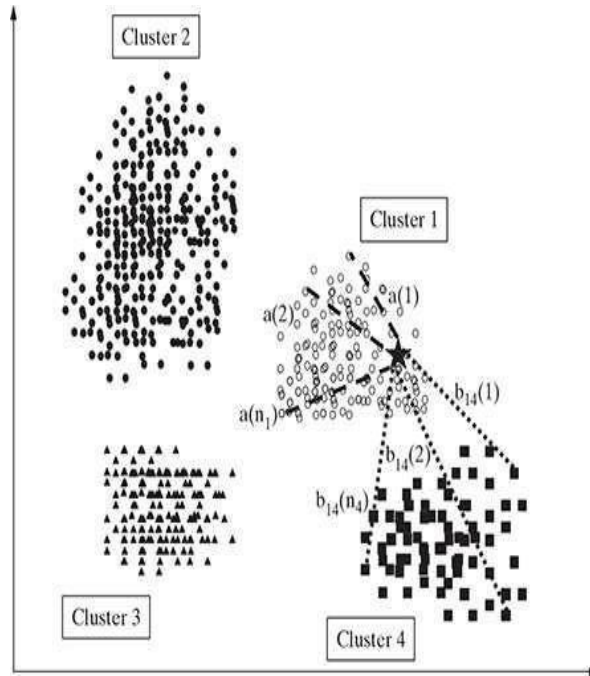 Cluster 2
Cluster 1
a(1)
a(2)
a(n₁)
b₁₄(1)
b₁₄(2)
b₁₄(n₄)
Cluster 3
Cluster 4